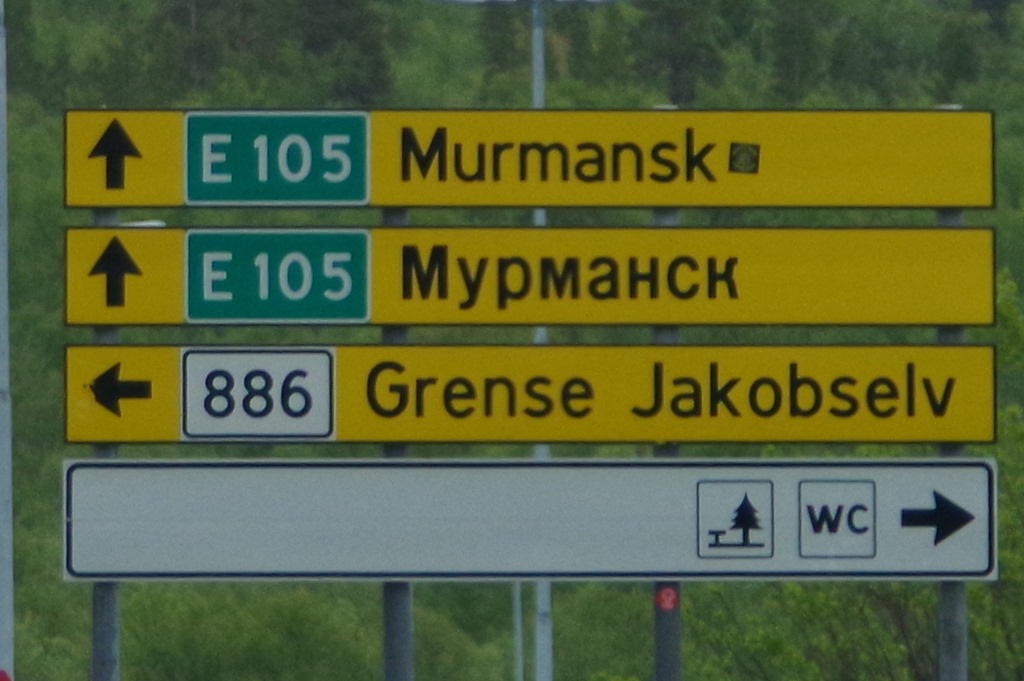 E 105 Murmansk
E 105 Мурманск
886 Grense Jakobselv
WC